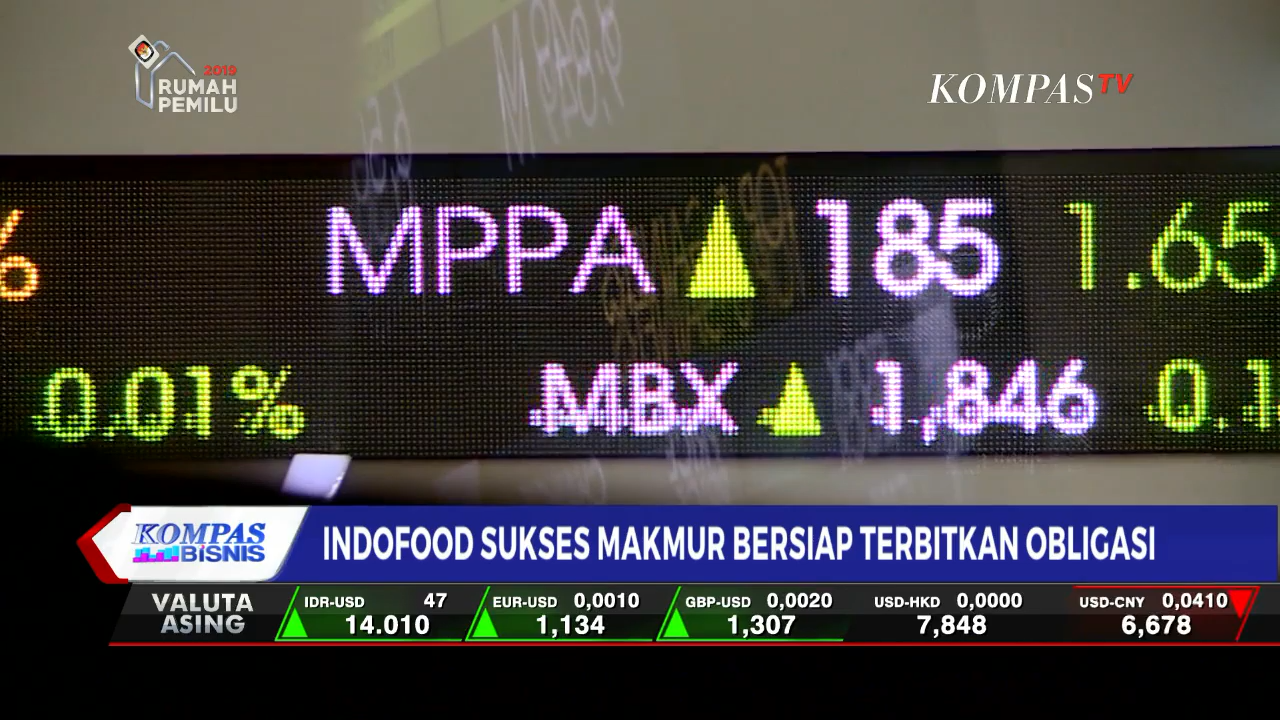 2019
RUMAH
PEMILU
KOMPASTV
%
MPPA ▲ 185 1.65
0.01%
MBX ▲ 1,846 0.1
KOMPAS
BISNIS
INDOFOOD SUKSES MAKMUR BERSIAP TERBITKAN OBLIGASI
VALUTA
ASING
IDR-USD 47
14.010
EUR-USD 0,0010
1,134
GBP-USD 0,0020
1,307
USD-HKD 0,0000
7,848
USD-CNY 0,0410
6,678